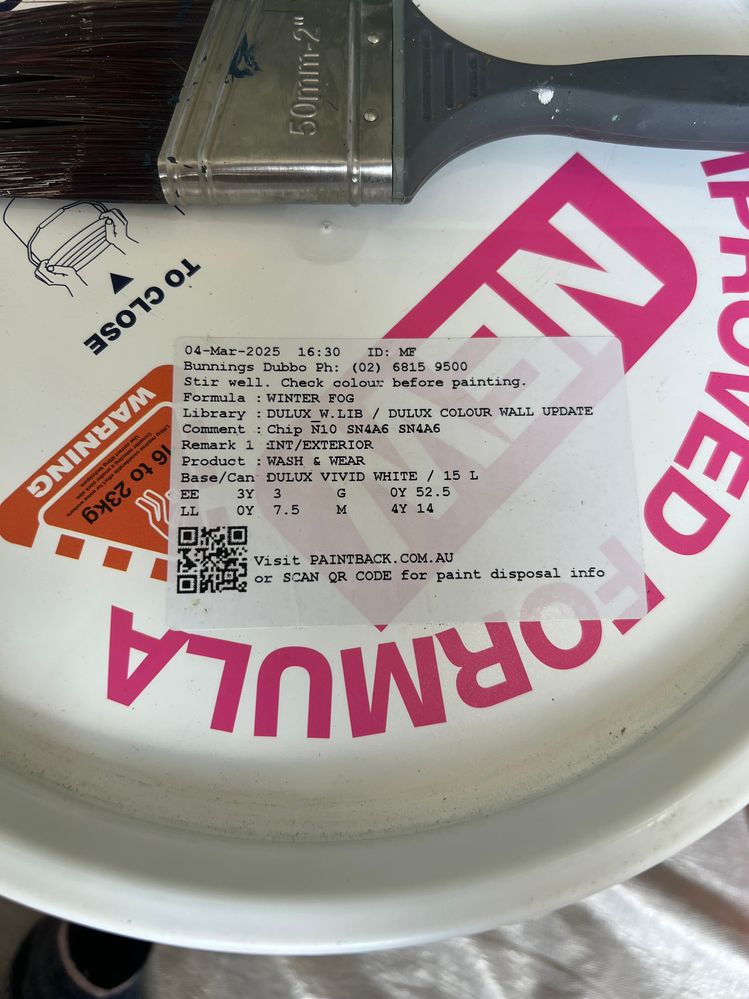 50mm-2"
TO CLOSE
NEW
APROVED
FORMULA
WARNING
16 to 23kg
04-Mar-2025 16:30 ID: MF
Bunnings Dubbo Ph: (02) 6815 9500
Stir well. Check colour before painting.
Formula : WINTER FOG
Library : DULUX_W.LIB / DULUX COLOUR WALL UPDATE
Comment : Chip N10 SN4A6 SN4A6
Remark 1 :INT/EXTERIOR
Product : WASH & WEAR
Base/Can DULUX VIVID WHITE / 15 L
EE 3Y 3 G 0Y 52.5
LL 0Y 7.5 M 4Y 14
Visit PAINTBACK.COM.AU
or SCAN QR CODE for paint disposal info